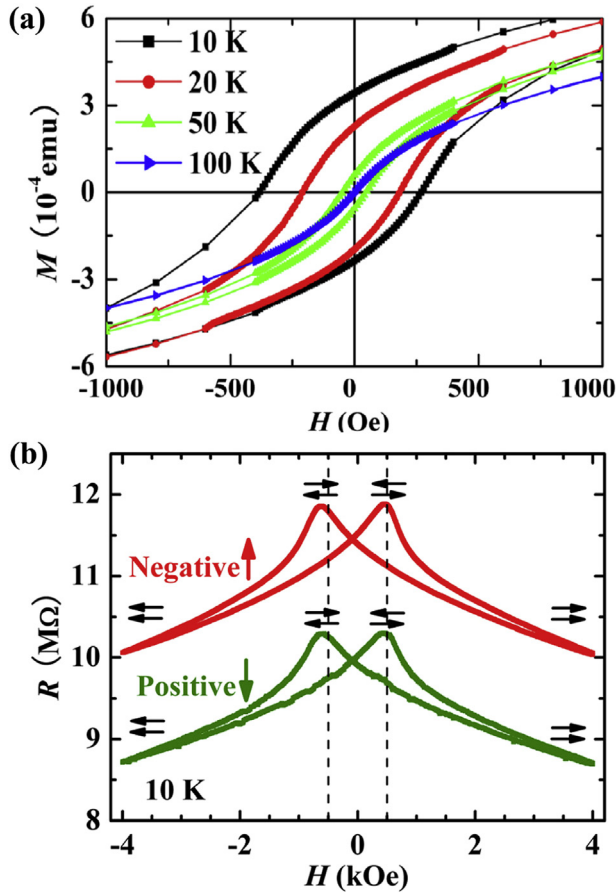 (a)
6
3
0
-3
-6
M (10⁻⁴emu)
10 K
20 K
50 K
100 K
-1000 -500 0 500 1000
H (Oe)
(b)
12
11
10
9
8
R (MΩ)
Negative
Positive
10 K
-4 -2 0 2 4
H (kOe)